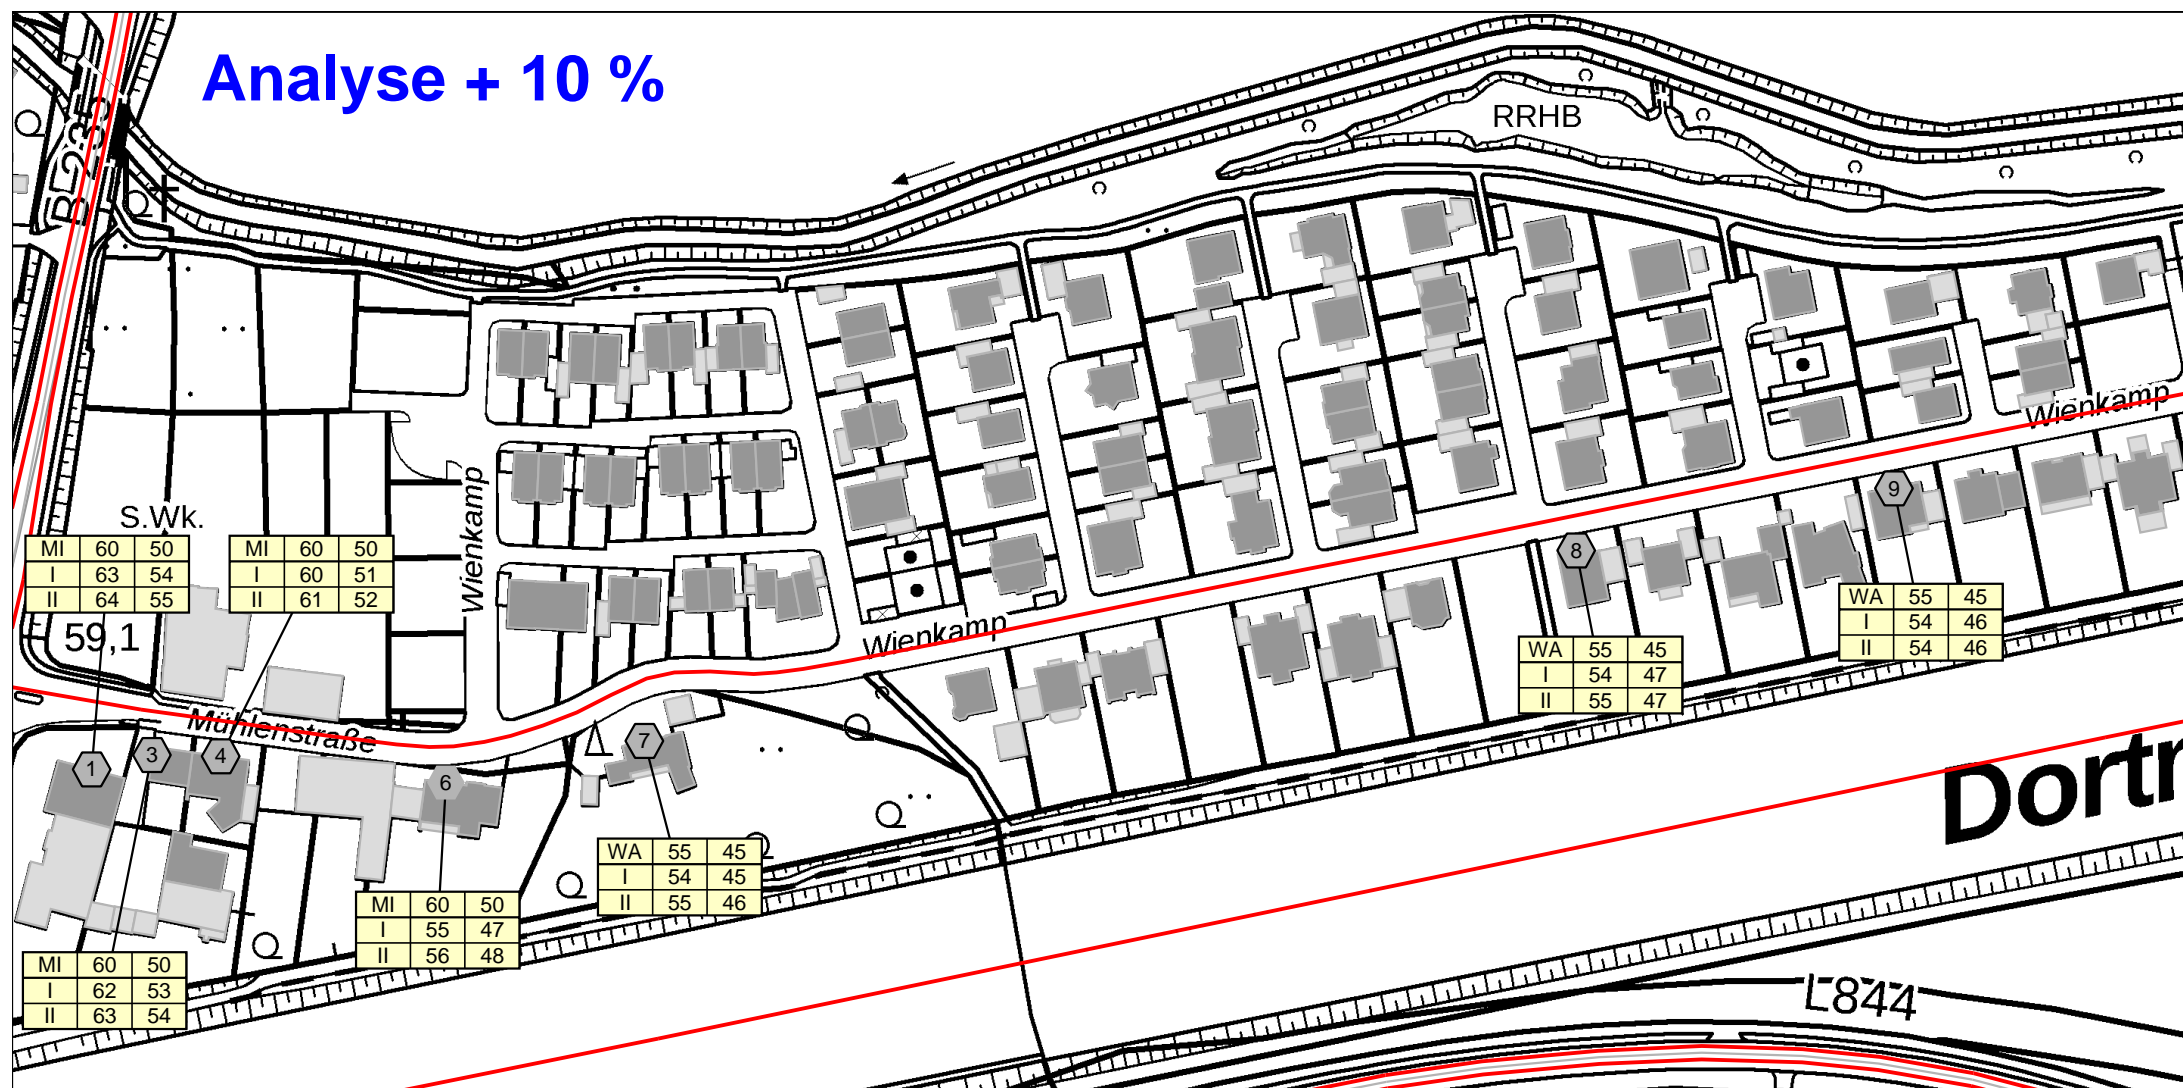 Analyse + 10 %
B 235
RRHB
Wienkamp
S.Wk.
MI 60 50
I 63 54
II 64 55
MI 60 50
I 60 51
II 61 52
Wienkamp
59,1
Wienkamp
9
8
WA 55 45
I 54 46
II 54 46
WA 55 45
I 54 47
II 55 47
Mühlenstraße
1
3
4
6
7
Dortm
WA 55 45
I 54 45
II 55 46
MI 60 50
I 55 47
II 56 48
MI 60 50
I 62 53
II 63 54
L844